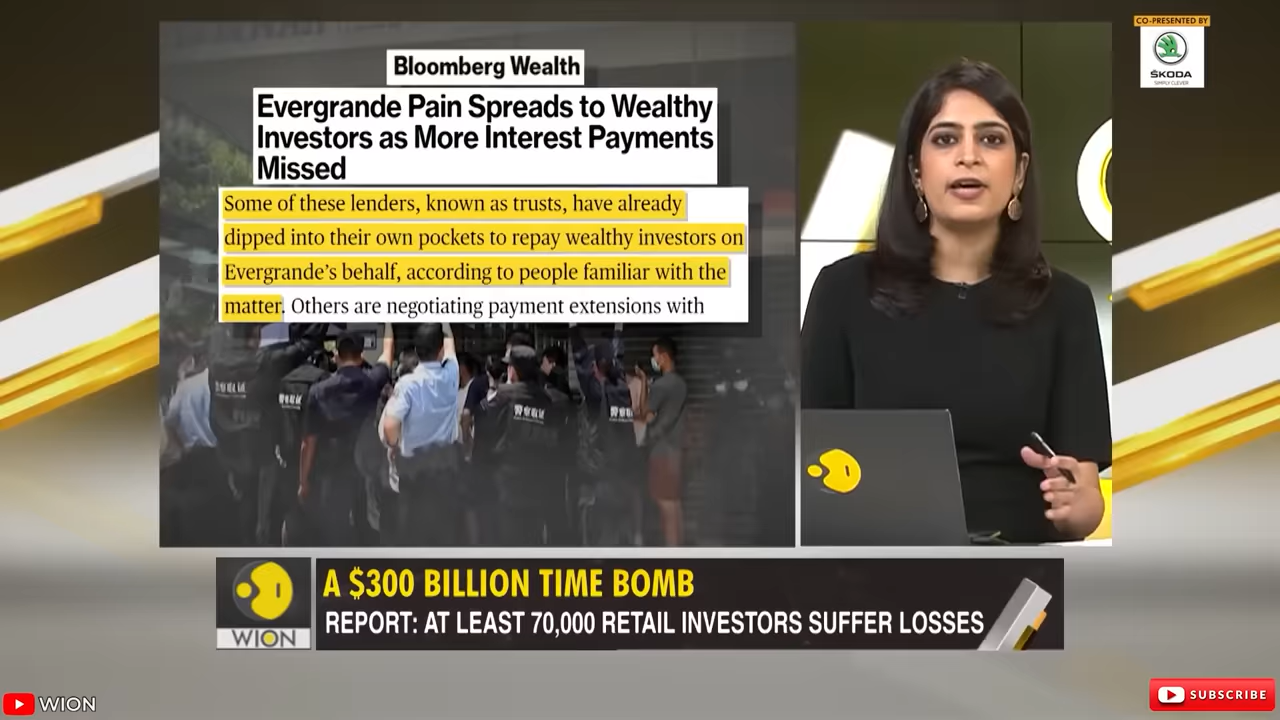 CO-PRESENTED BY
ŠKODA
SIMPLY CLEVER
Bloomberg Wealth
Evergrande Pain Spreads to Wealthy
Investors as More Interest Payments
Missed
Some of these lenders, known as trusts, have already
dipped into their own pockets to repay wealthy investors on
Evergrande’s behalf, according to people familiar with the
matter. Others are negotiating payment extensions with
A $300 BILLION TIME BOMB
REPORT: AT LEAST 70,000 RETAIL INVESTORS SUFFER LOSSES
WION
WION
SUBSCRIBE